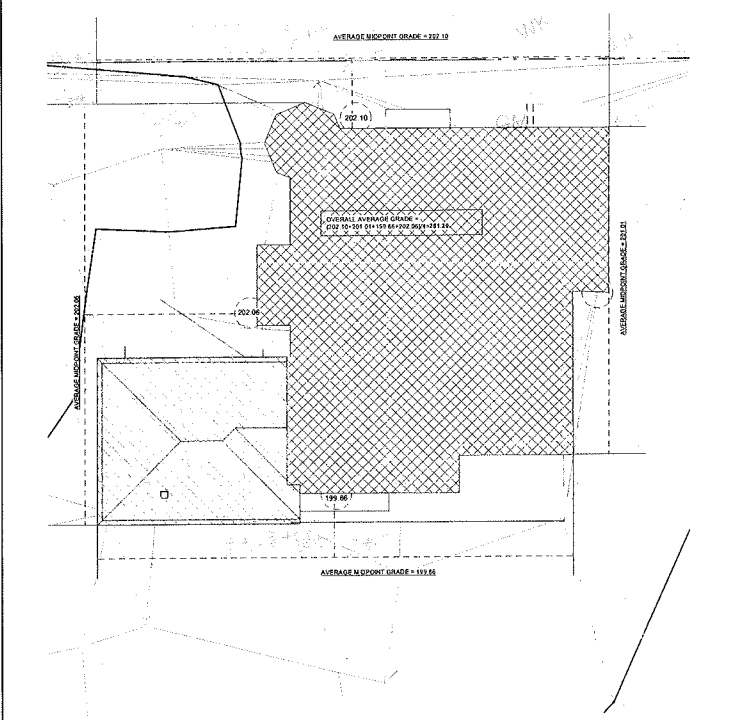 AVERAGE MIDPOINT GRADE = 202.10
202.10
OVERALL AVERAGE GRADE =
(202.10+201.01+199.66+202.06)/4=201.20
AVERAGE MIDPOINT GRADE = 201.01
202.06
AVERAGE MIDPOINT GRADE = 202.06
199.66
AVERAGE MIDPOINT GRADE = 199.66